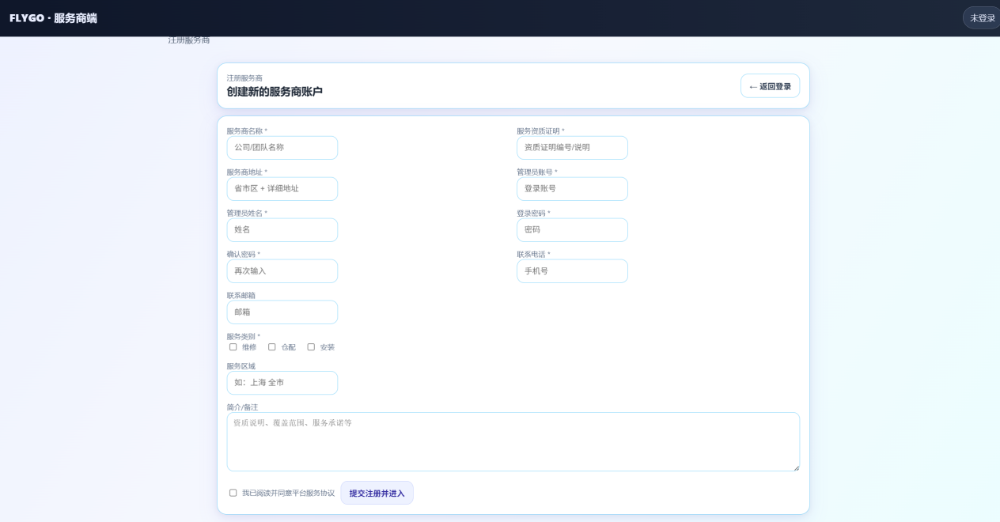 FLYGO · 服务商端
未登录
注册服务商
注册服务商
创建新的服务商账户
← 返回登录
服务商名称 *
公司/团队名称
服务资质证明 *
资质证明编号/说明
服务商地址 *
省市区 + 详细地址
管理员账号 *
登录账号
管理员姓名 *
姓名
登录密码 *
密码
确认密码 *
再次输入
联系电话 *
手机号
联系邮箱
邮箱
服务类别 *
维修 仓配 安装
服务区域
如：上海 全市
简介/备注
资质说明、覆盖范围、服务承诺等
我已阅读并同意平台服务协议
提交注册并进入